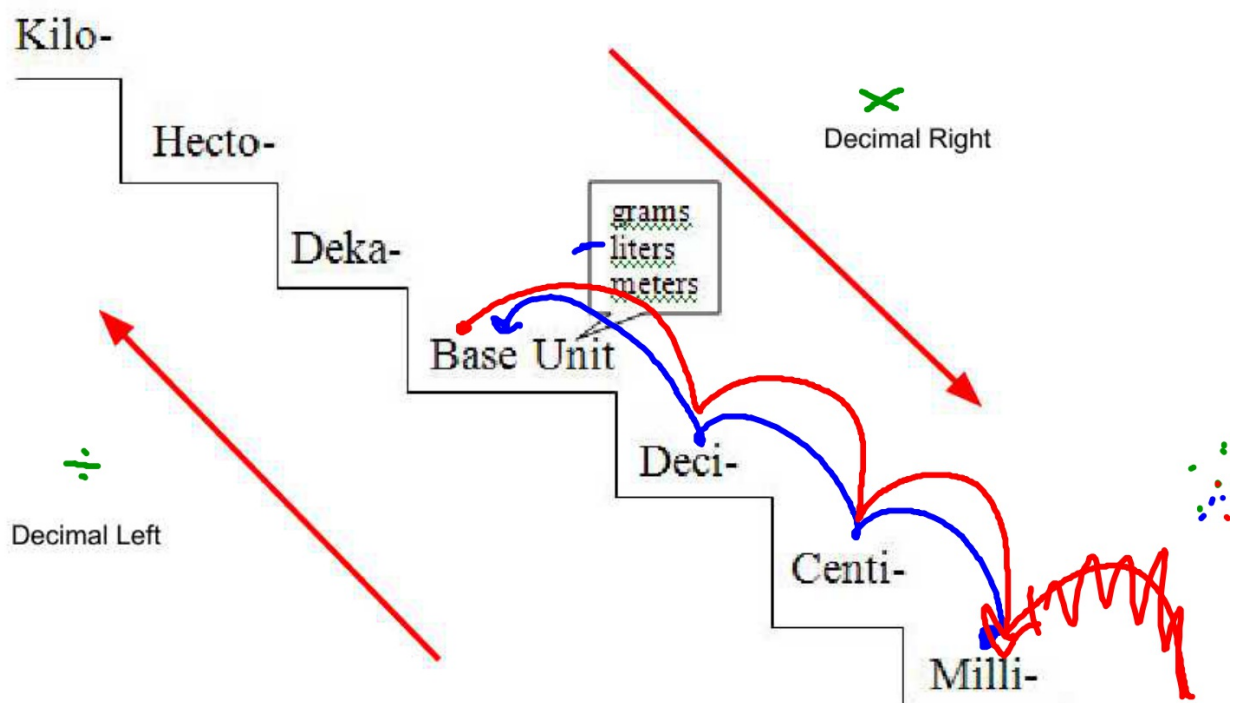 Kilo-
Hecto-
Decimal Right
grams
liters
meters
Deka-
Base Unit
Deci-
Decimal Left
Centi-
Milli-